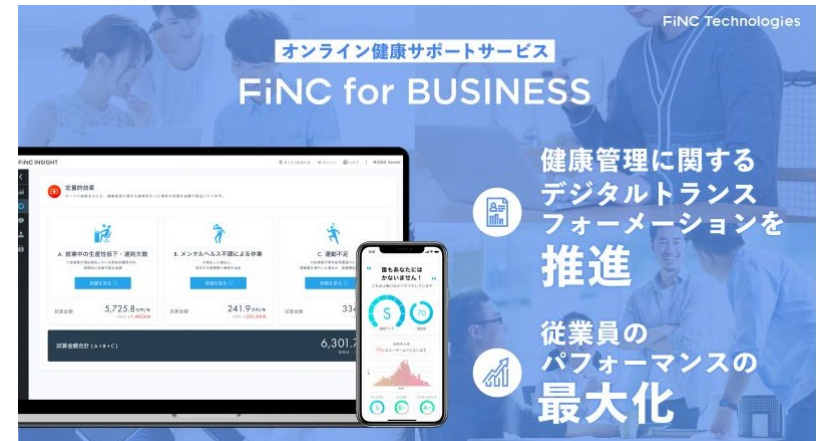 FiNC Technologies
オンライン健康サポートサービス
FiNC for BUSINESS
健康管理に関する
デジタルトランス
フォーメーションを
推進
従業員の
パフォーマンスの
最大化
FiNC INSIGHT
定量的効果
A. 就業中の生産性低下・遅刻欠勤
B. メンタルヘルス不調による休業
C. 運動不足
詳細を見る
詳細を見る
詳細を見る
試算金額
5,725.8
試算金額
241.9
試算金額
334
試算金額合計 (A+B+C)
6,301.7
誰もあなたには
かないません！
S
70
S
B+
A+